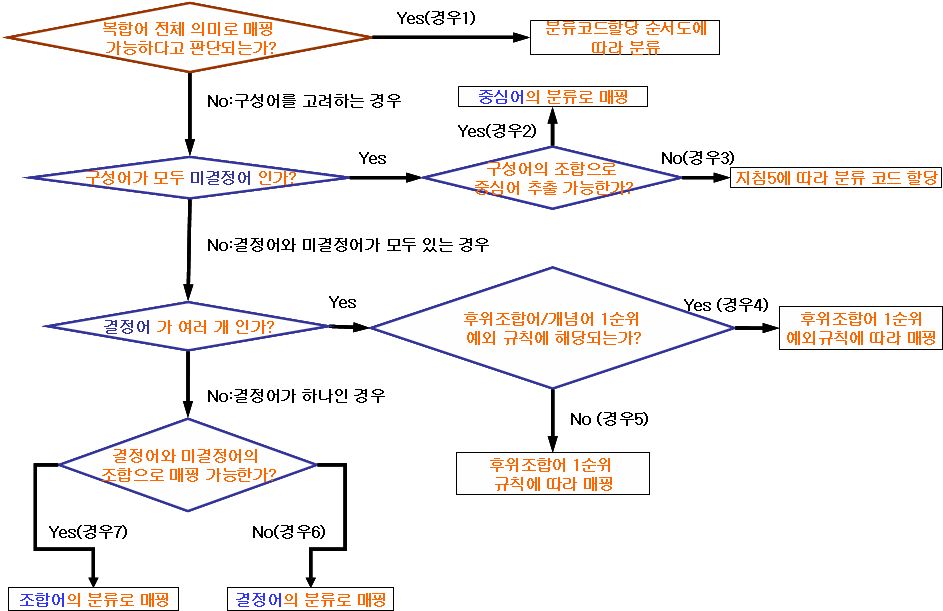 복합어 전체 의미로 매핑
가능하다고 판단되는가?
Yes(경우1)
분류코드할당 순서도에
따라 분류
No:구성어를 고려하는 경우
중심어의 분류로 매핑
Yes(경우2)
구성어가 모두 미결정어 인가?
Yes
구성어의 조합으로
중심어 추출 가능한가?
No(경우3)
지침5에 따라 분류 코드 할당
No:결정어와 미결정어가 모두 있는 경우
결정어 가 여러 개 인가?
Yes
후위조합어/개념어 1순위
예외 규칙에 해당되는가?
Yes (경우4)
후위조합어 1순위
예외규칙에 따라 매핑
No:결정어가 하나인 경우
No (경우5)
후위조합어 1순위
규칙에 따라 매핑
결정어와 미결정어의
조합으로 매핑 가능한가?
Yes(경우7)
No(경우6)
조합어의 분류로 매핑
결정어의 분류로 매핑